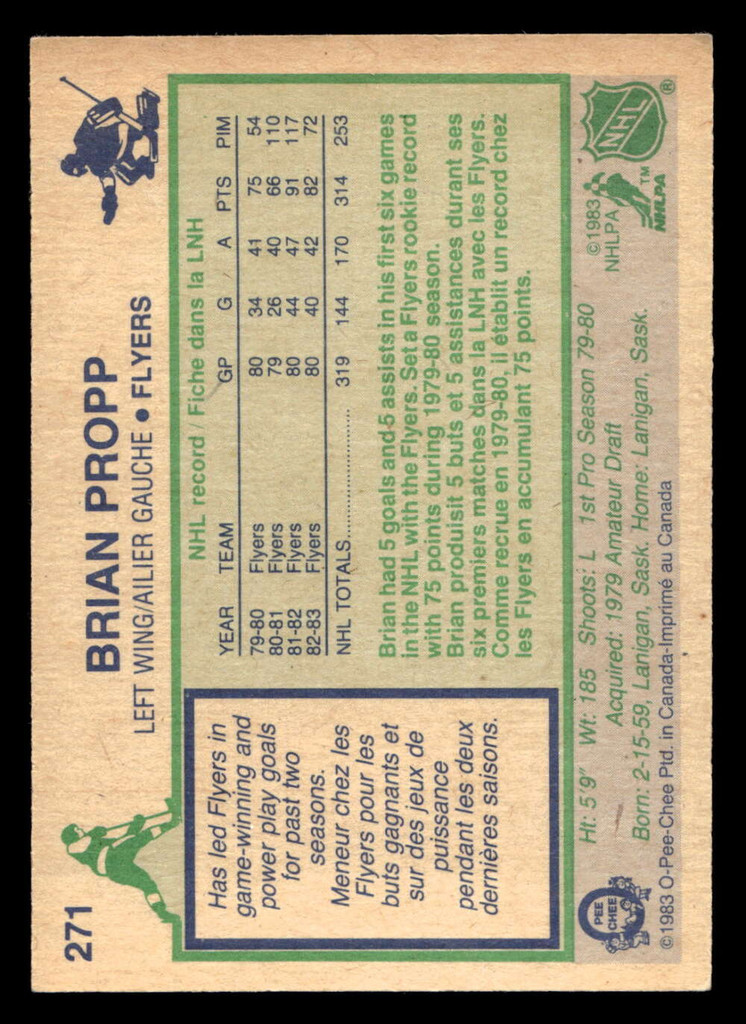 271
BRIAN PROPP
LEFT WING/AILIER GAUCHE • FLYERS
Has led Flyers in
game-winning and
power play goals
for past two
seasons.
Meneur chez les
Flyers pour les
buts gagnants et
sur des jeux de
puissance
pendant les deux
dernières saisons.
NHL record / Fiche dans la LNH
YEAR TEAM GP G A PTS PIM
79-80 Flyers 80 34 41 75 54
80-81 Flyers 79 26 40 66 110
81-82 Flyers 80 44 47 91 117
82-83 Flyers 80 40 42 82 72
NHL TOTALS.......................... 319 144 170 314 253
Brian had 5 goals and 5 assists in his first six games
in the NHL with the Flyers. Set a Flyers rookie record
with 75 points during 1979-80 season.
Brian produisit 5 buts et 5 assistances durant ses
six premiers matches dans la LNH avec les Flyers.
Comme recrue en 1979-80, il établit un record chez
les Flyers en accumulant 75 points.
O PEE CHEE
Ht: 5'9" Wt: 185 Shoots: L 1st Pro Season 79-80
Acquired: 1979 Amateur Draft
Born: 2-15-59, Lanigan, Sask. Home: Lanigan, Sask.
©1983 O-Pee-Chee Ptd. in Canada-Imprimé au Canada
©1983
NHLPA
NHLPA ™
NHL ®